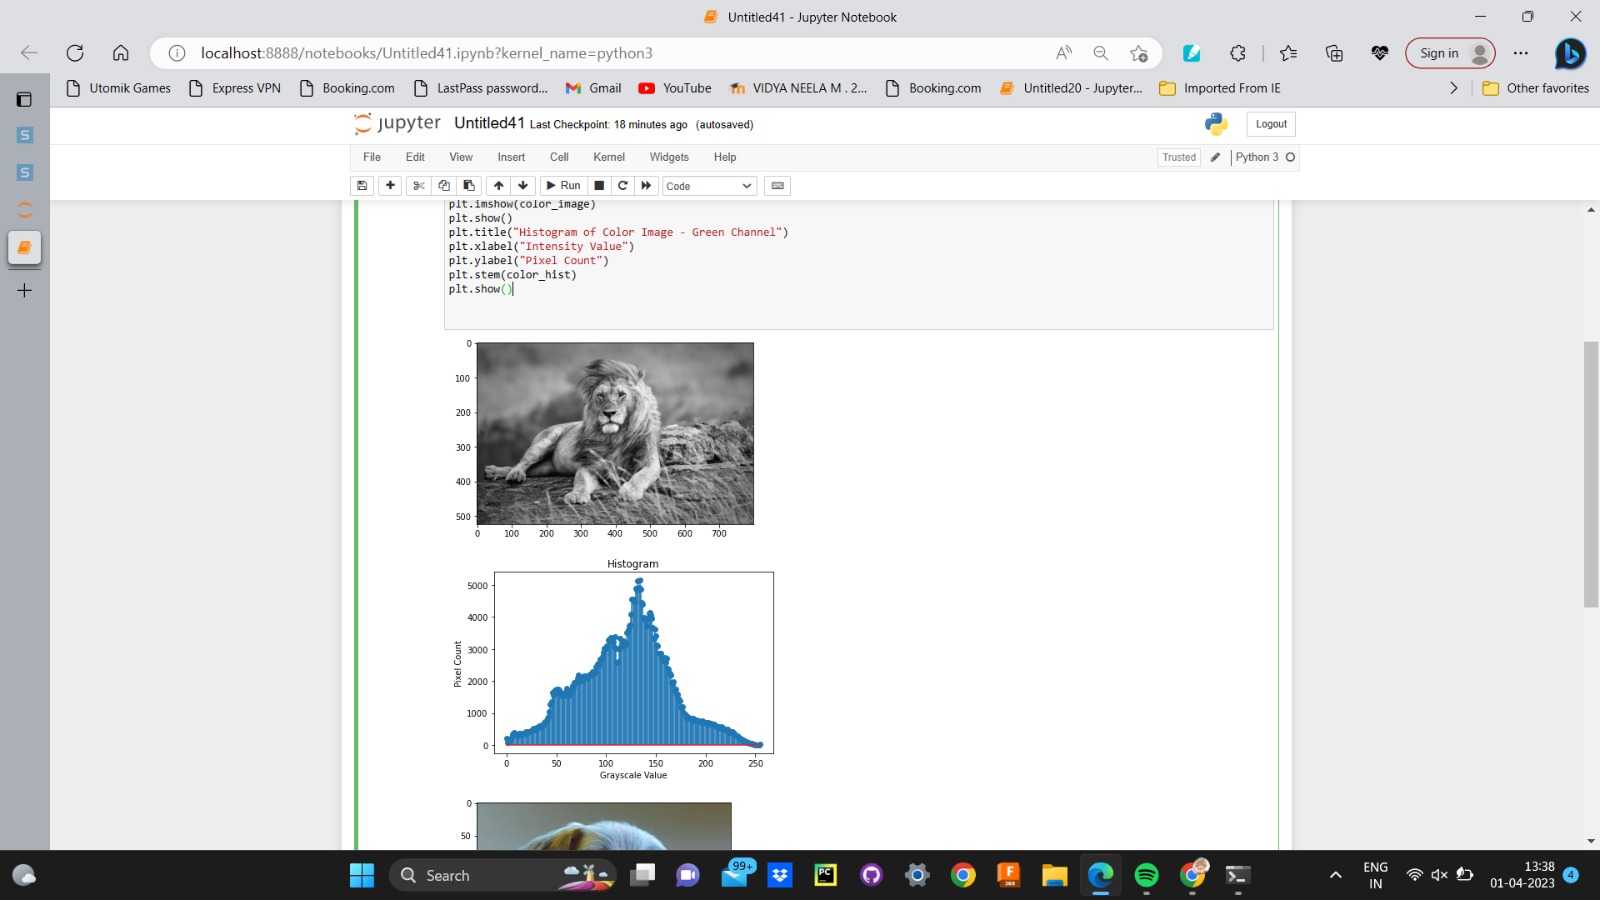 Untitled41 - Jupyter Notebook
localhost:8888/notebooks/Untitled41.ipynb?kernel_name=python3
Sign in
Utomik Games
Express VPN
Booking.com
LastPass password...
Gmail
YouTube
VIDYA NEELA M . 2...
Booking.com
Untitled20 - Jupyter...
Imported From IE
Other favorites
jupyter
Untitled41 Last Checkpoint: 18 minutes ago (autosaved)
Logout
File Edit View Insert Cell Kernel Widgets Help
Trusted
Python 3
Run
Code
plt.imshow(color_image)
plt.show()
plt.title("Histogram of Color Image - Green Channel")
plt.xlabel("Intensity Value")
plt.ylabel("Pixel Count")
plt.stem(color_hist)
plt.show()
0
100
200
300
400
500
0 100 200 300 400 500 600 700
Histogram
5000
4000
3000
2000
1000
0
Pixel Count
0 50 100 150 200 250
Grayscale Value
0
50
Search
99+
PC
F
360
ENG
IN
13:38
01-04-2023
4